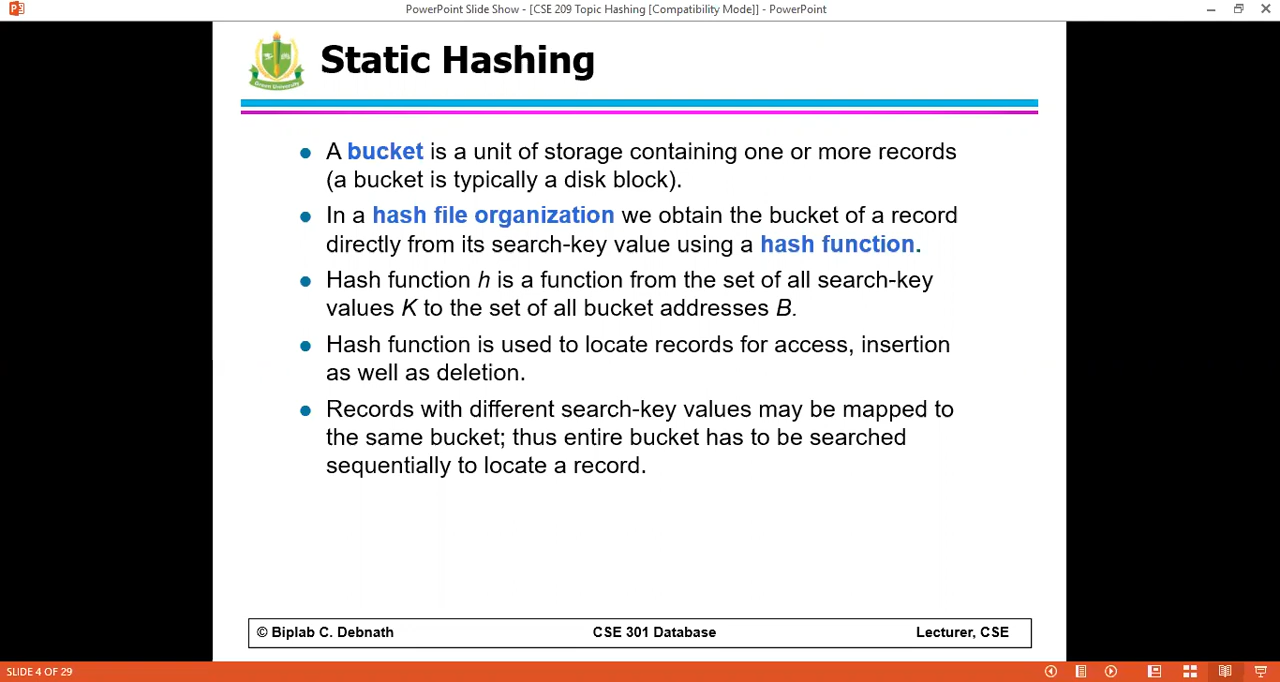 PowerPoint Slide Show - [CSE 209 Topic Hashing [Compatibility Mode]] - PowerPoint
Static Hashing
A bucket is a unit of storage containing one or more records
(a bucket is typically a disk block).
In a hash file organization we obtain the bucket of a record
directly from its search-key value using a hash function.
Hash function h is a function from the set of all search-key
values K to the set of all bucket addresses B.
Hash function is used to locate records for access, insertion
as well as deletion.
Records with different search-key values may be mapped to
the same bucket; thus entire bucket has to be searched
sequentially to locate a record.
© Biplab C. Debnath CSE 301 Database Lecturer, CSE
SLIDE 4 OF 29